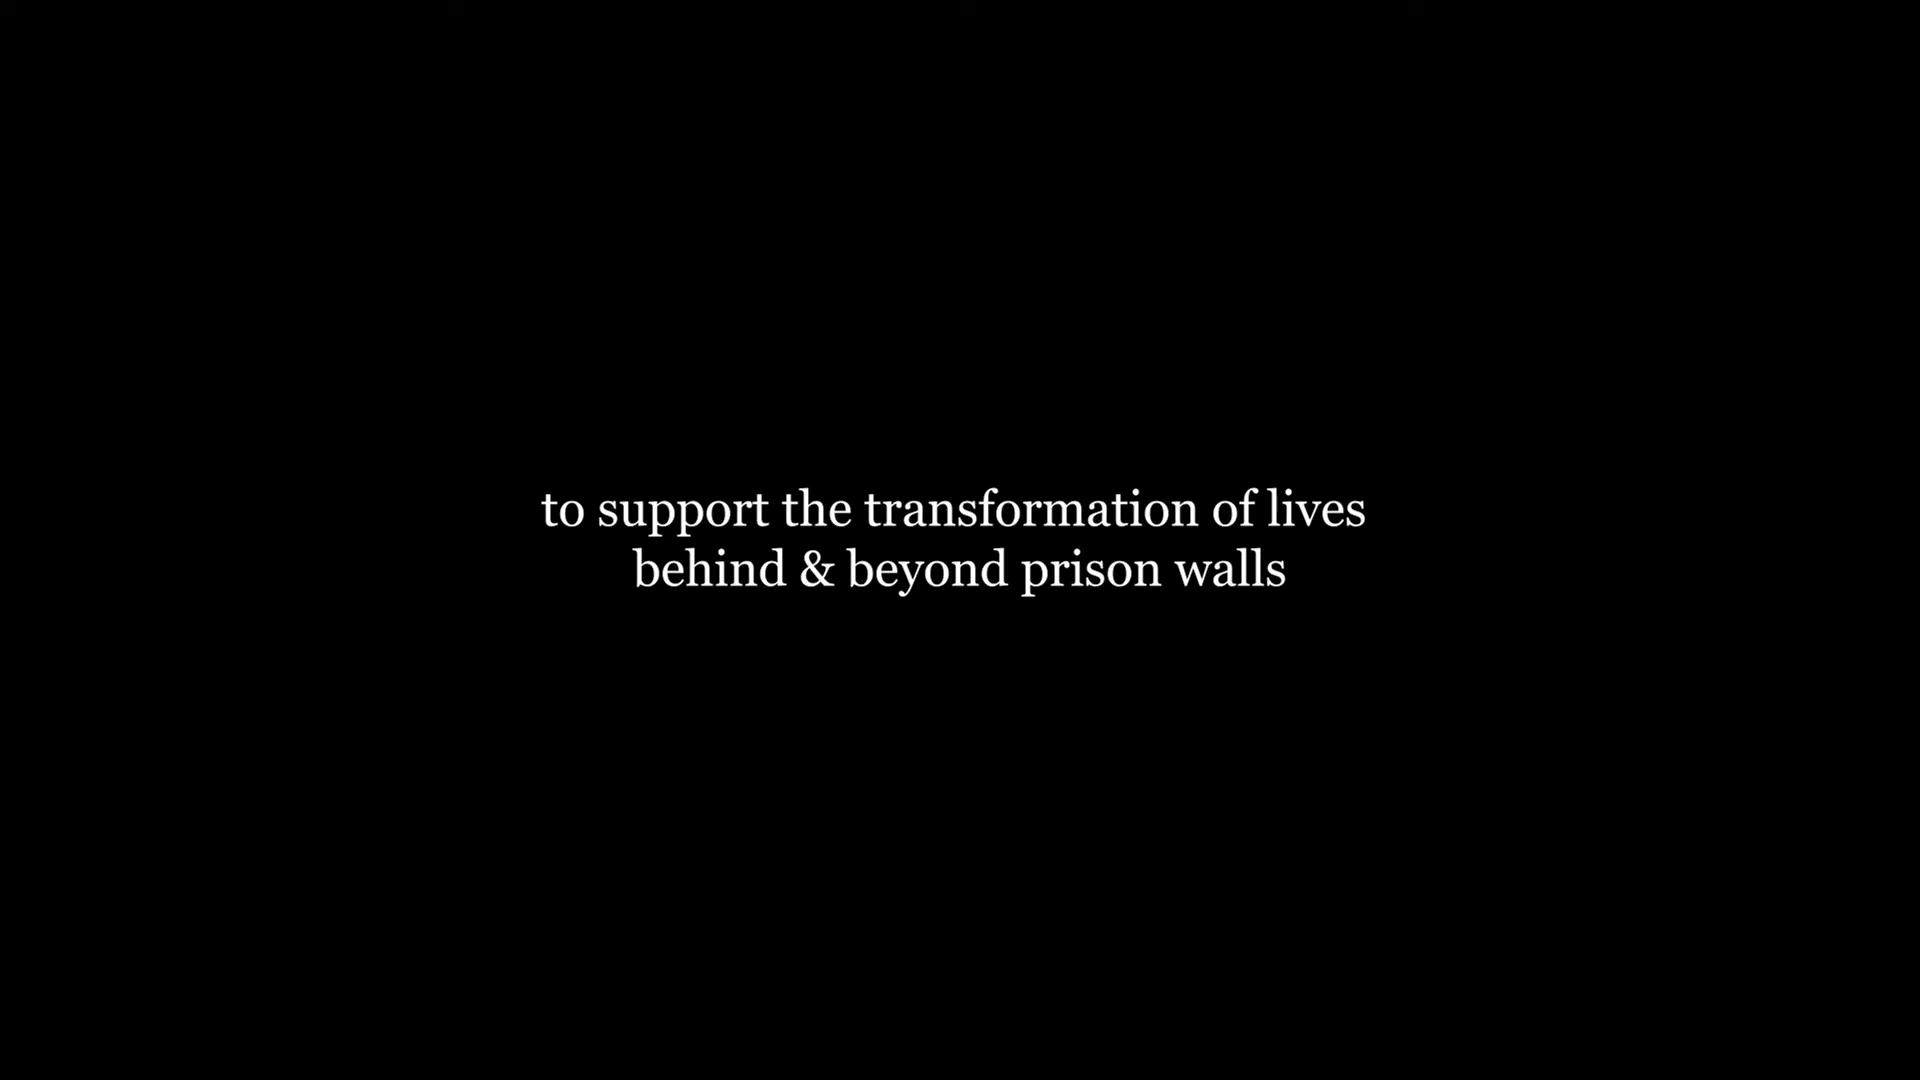 to support the transformation of lives
behind & beyond prison walls